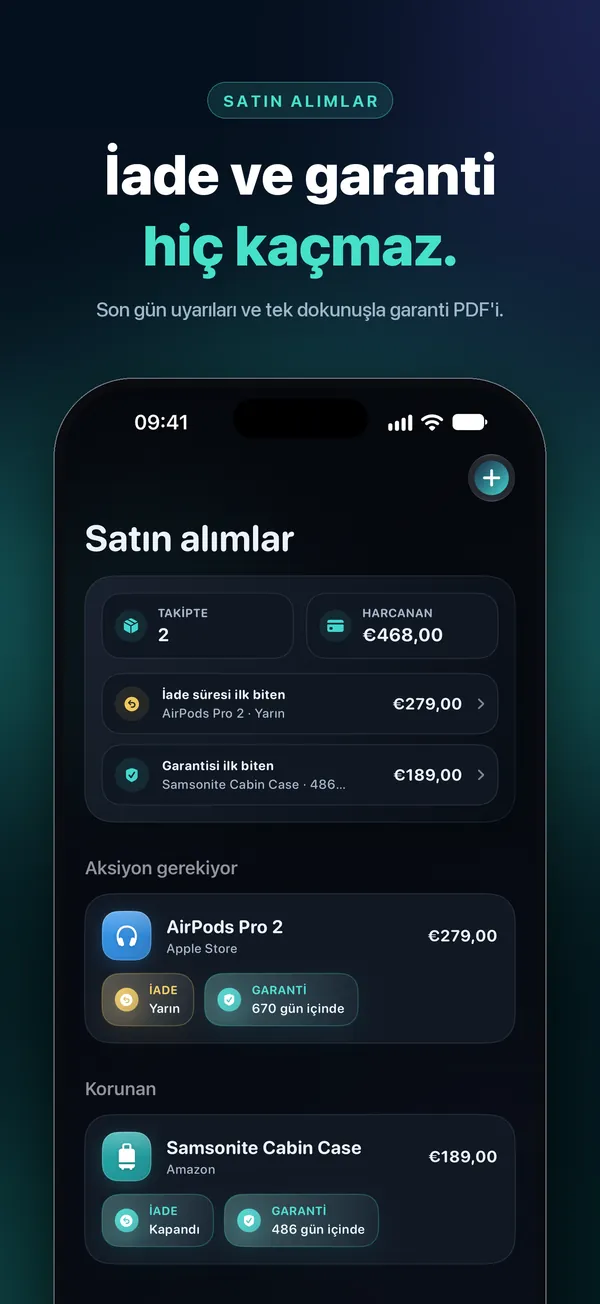 SATIN ALIMLAR
İade ve garanti
hiç kaçmaz.
Son gün uyarıları ve tek dokunuşla garanti PDF'i.
09:41
Satın alımlar
TAKİPTE
2
HARCANAN
€468,00
İade süresi ilk biten
AirPods Pro 2 · Yarın
€279,00
Garantisi ilk biten
Samsonite Cabin Case · 486...
€189,00
Aksiyon gerekiyor
AirPods Pro 2
Apple Store
€279,00
İADE
Yarın
GARANTİ
670 gün içinde
Korunan
Samsonite Cabin Case
Amazon
€189,00
İADE
Kapandı
GARANTİ
486 gün içinde